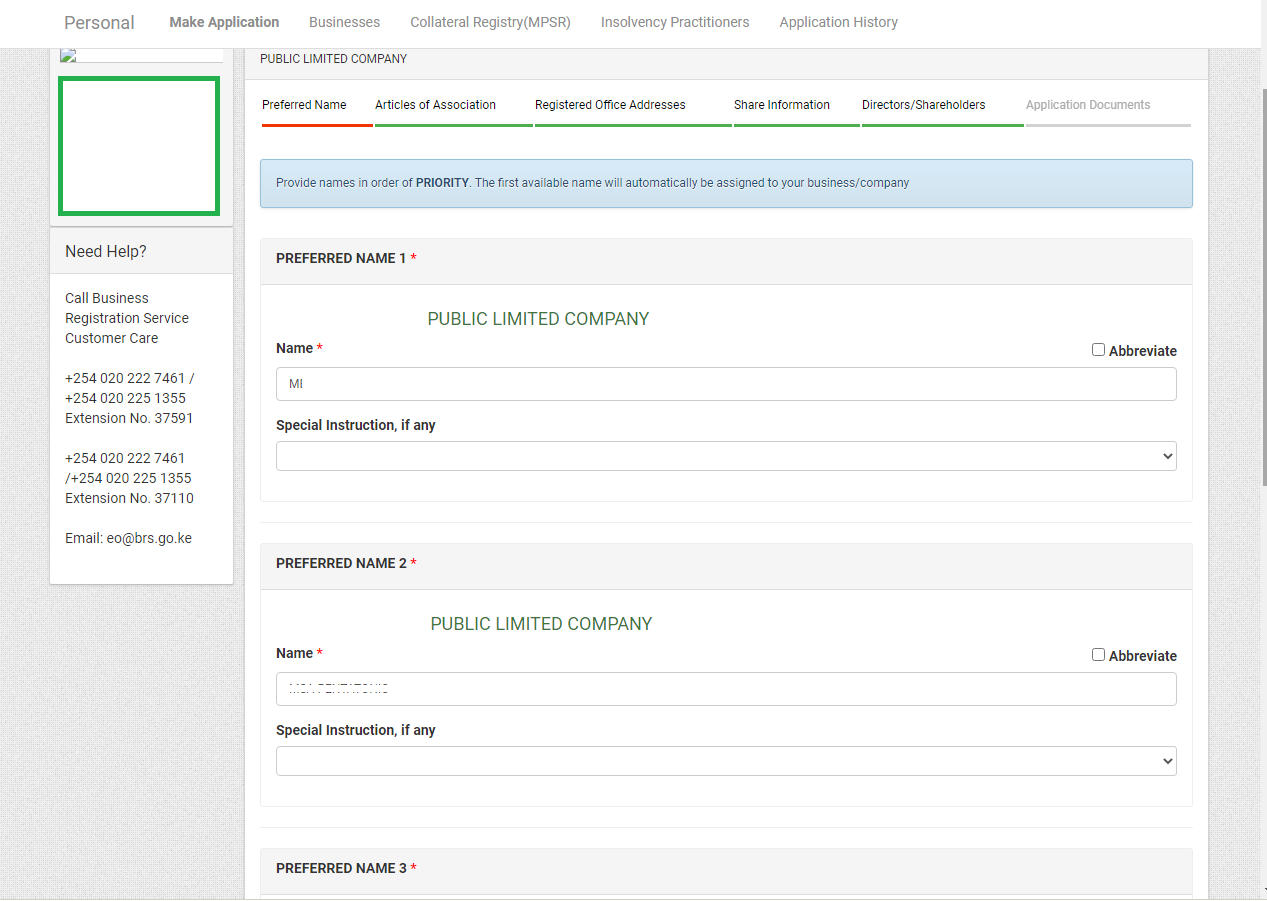 Personal
Make Application
Businesses
Collateral Registry(MPSR)
Insolvency Practitioners
Application History
PUBLIC LIMITED COMPANY
Preferred Name
Articles of Association
Registered Office Addresses
Share Information
Directors/Shareholders
Application Documents
Provide names in order of PRIORITY. The first available name will automatically be assigned to your business/company
Need Help?
Call Business
Registration Service
Customer Care
+254 020 222 7461 /
+254 020 225 1355
Extension No. 37591
+254 020 222 7461
/+254 020 225 1355
Extension No. 37110
Email: eo@brs.go.ke
PREFERRED NAME 1 *
PUBLIC LIMITED COMPANY
Name *
Abbreviate
Special Instruction, if any
PREFERRED NAME 2 *
PUBLIC LIMITED COMPANY
Name *
Abbreviate
Special Instruction, if any
PREFERRED NAME 3 *